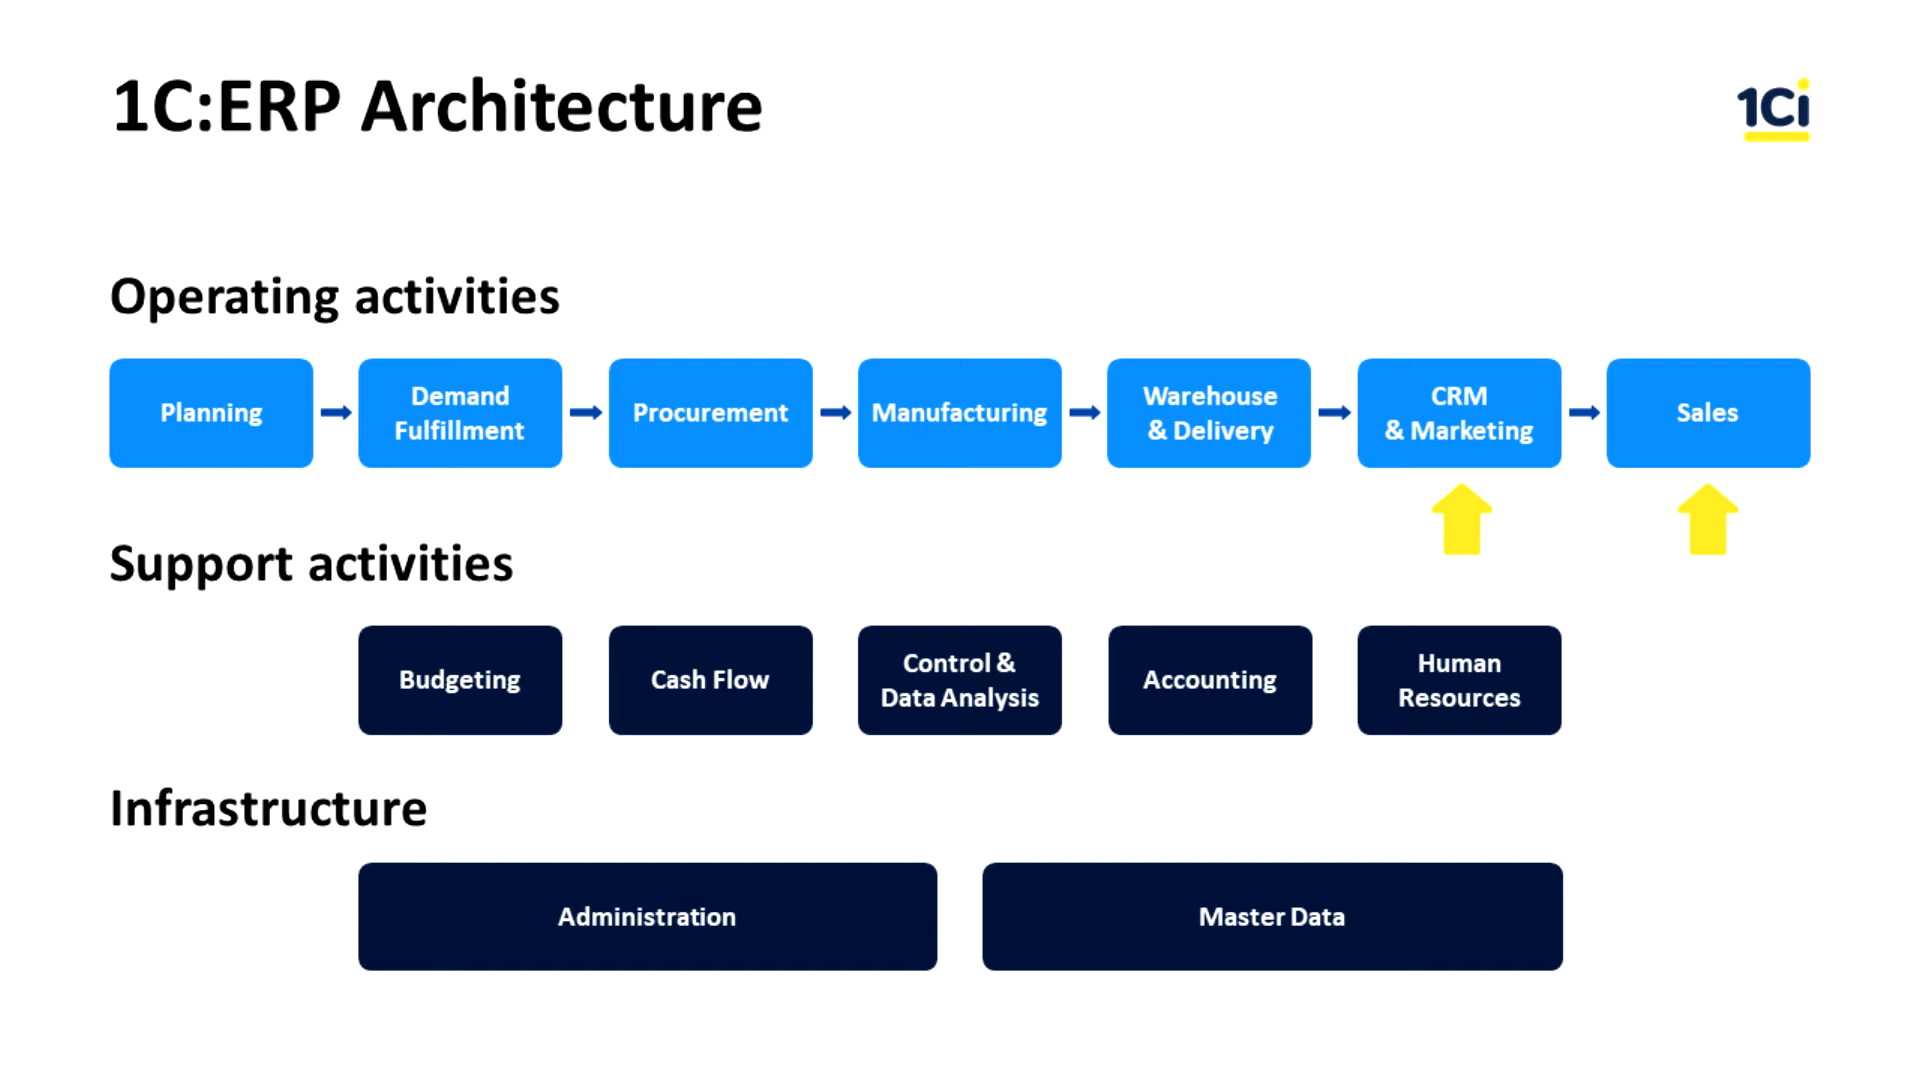 1C:ERP Architecture
1Ci
Operating activities
Planning
Demand
Fulfillment
Procurement
Manufacturing
Warehouse
& Delivery
CRM
& Marketing
Sales
Support activities
Budgeting
Cash Flow
Control &
Data Analysis
Accounting
Human
Resources
Infrastructure
Administration
Master Data